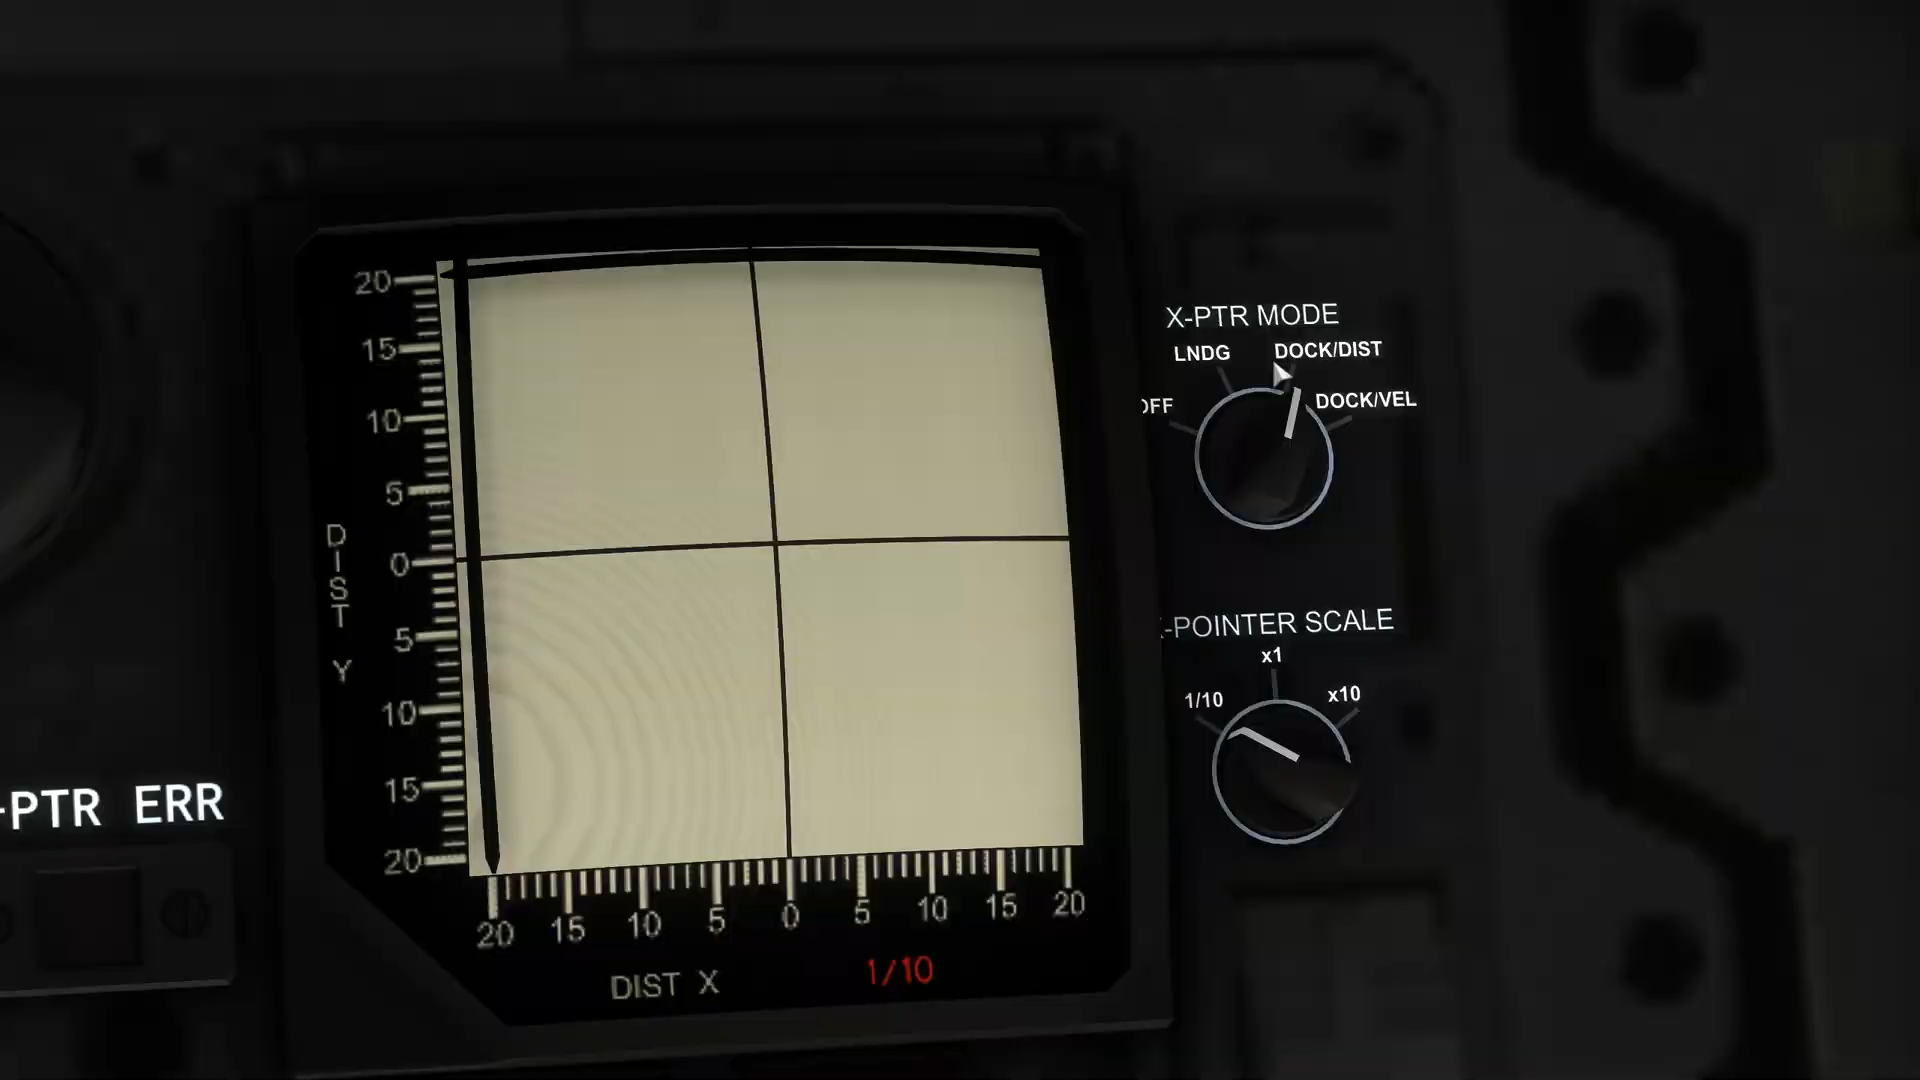 20
15
10
5
0
5
10
15
20
DIST Y
20 15 10 5 0 5 10 15 20
DIST X 1/10
X-PTR MODE
LNDG DOCK/DIST
DOCK/VEL
-POINTER SCALE
x1
1/10 x10
-PTR ERR